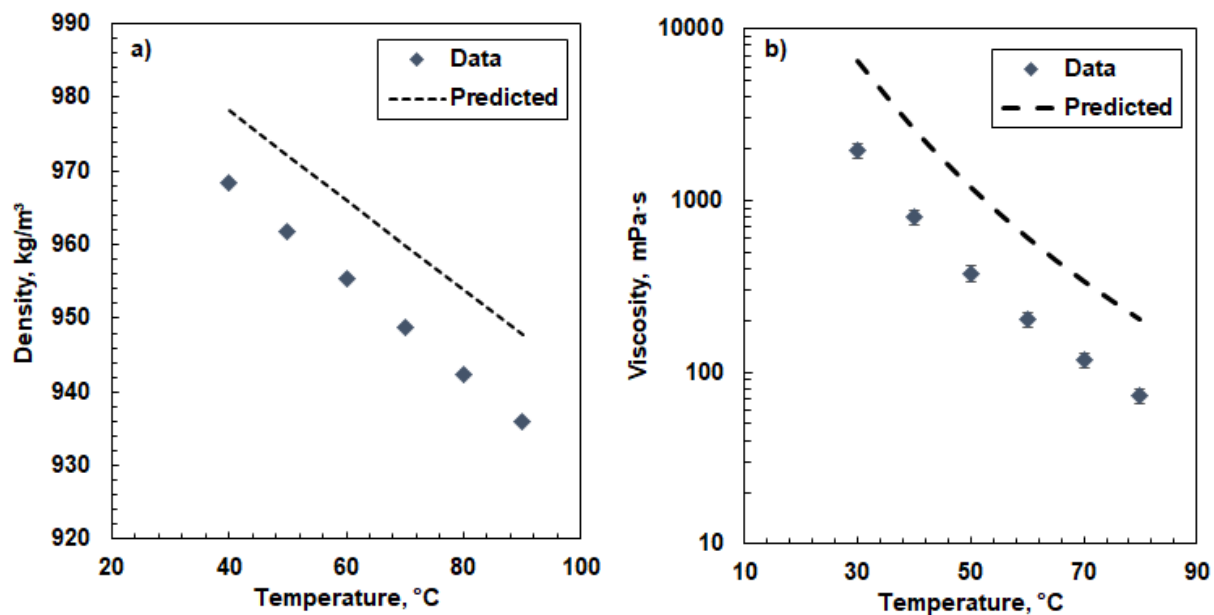 a)
Data
Predicted
990
980
970
960
950
940
930
920
20
40
60
80
100
Density, kg/m³
Temperature, °C
b)
Data
Predicted
10000
1000
100
10
10
30
50
70
90
Viscosity, mPa·s
Temperature, °C